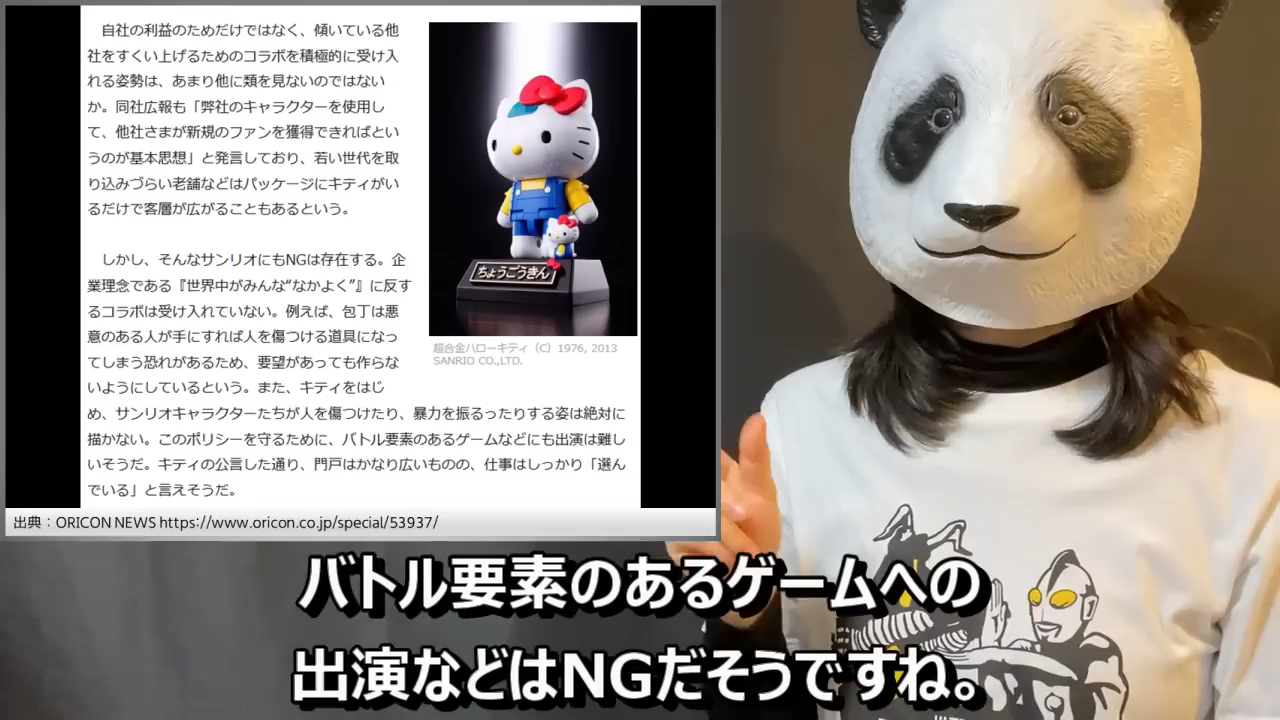 自社の利益のためだけではなく、傾いている他
社をすくい上げるためのコラボを積極的に受け入
れる姿勢は、あまり他に類を見ないのではない
か。同社広報も「弊社のキャラクターを使用し
て、他社さまが新規のファンを獲得できればとい
うのが基本思想」と発言しており、若い世代を取
り込みづらい老舗などはパッケージにキティがい
るだけで客層が広がることもあるという。
しかし、そんなサンリオにもNGは存在する。企
業理念である『世界中がみんな“なかよく”』に反す
るコラボは受け入れていない。例えば、包丁は悪
意のある人が手にすれば人を傷つける道具になっ
てしまう恐れがあるため、要望があっても作らな
いようにしているという。また、キティをはじ
め、サンリオキャラクターたちが人を傷つけたり、暴力を振るったりする姿は絶対に
描かない。このポリシーを守るために、バトル要素のあるゲームなどにも出演は難し
いそうだ。キティの公言した通り、門戸はかなり広いものの、仕事はしっかり「選ん
でいる」と言えそうだ。
ちょうごうきん
超合金ハローキティ（C）1976, 2013
SANRIO CO.,LTD.
出典：ORICON NEWS https://www.oricon.co.jp/special/53937/
バトル要素のあるゲームへの
出演などはNGだそうですね。